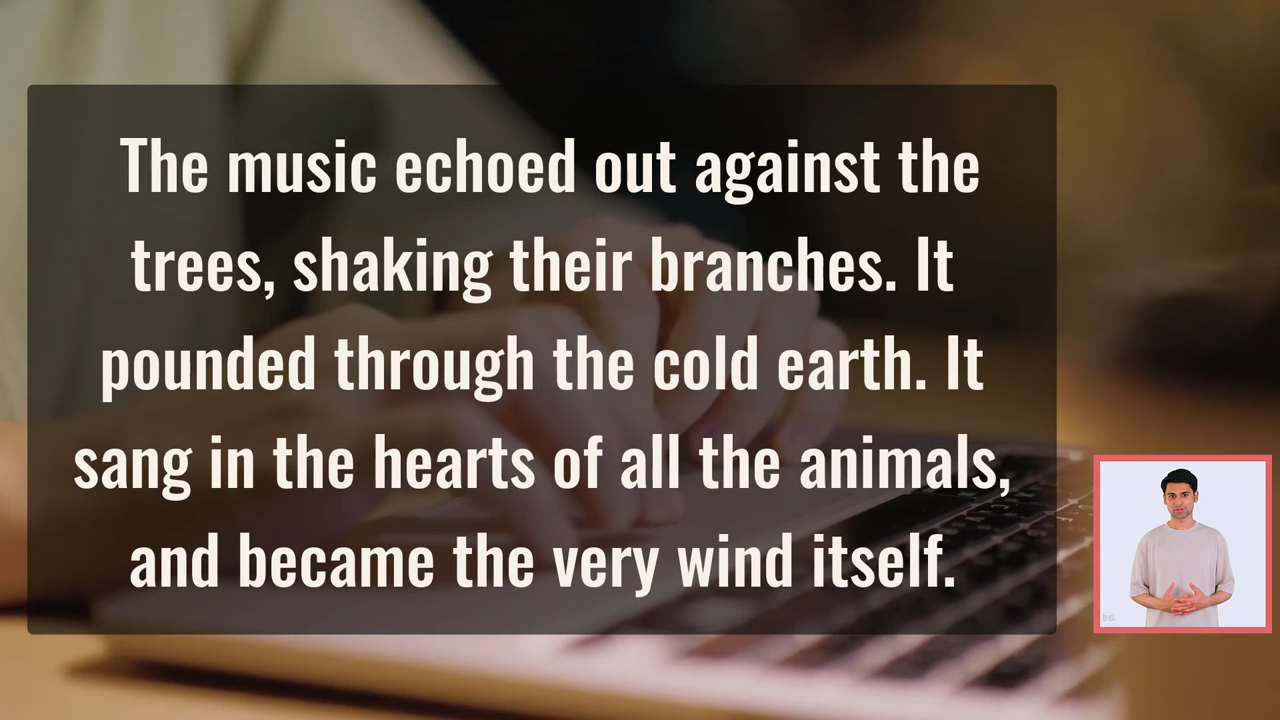 The music echoed out against the
trees, shaking their branches. It
pounded through the cold earth. It
sang in the hearts of all the animals,
and became the very wind itself.